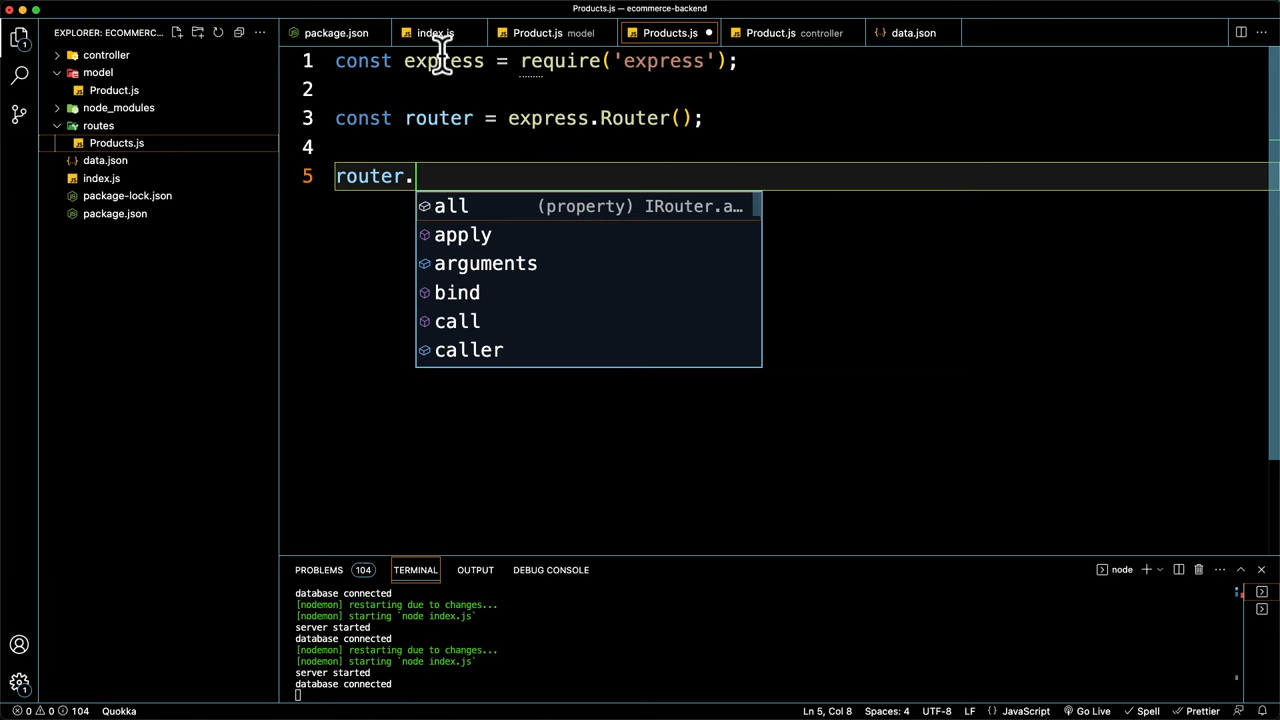 Products.js — ecommerce-backend
EXPLORER: ECOMMERC...
package.json
index.js
Product.js model
Products.js
Product.js controller
data.json
controller
model
Product.js
node_modules
routes
Products.js
data.json
index.js
package-lock.json
package.json
1 const express = require('express');
2
3 const router = express.Router();
4
5 router.
all (property) IRouter.a…
apply
arguments
bind
call
caller
PROBLEMS 104 TERMINAL OUTPUT DEBUG CONSOLE
node
database connected
[nodemon] restarting due to changes...
[nodemon] starting `node index.js`
server started
database connected
[nodemon] restarting due to changes...
[nodemon] starting `node index.js`
server started
database connected
1
1
0 0 104 Quokka
Ln 5, Col 8 Spaces: 4 UTF-8 LF {} JavaScript Go Live Spell Prettier